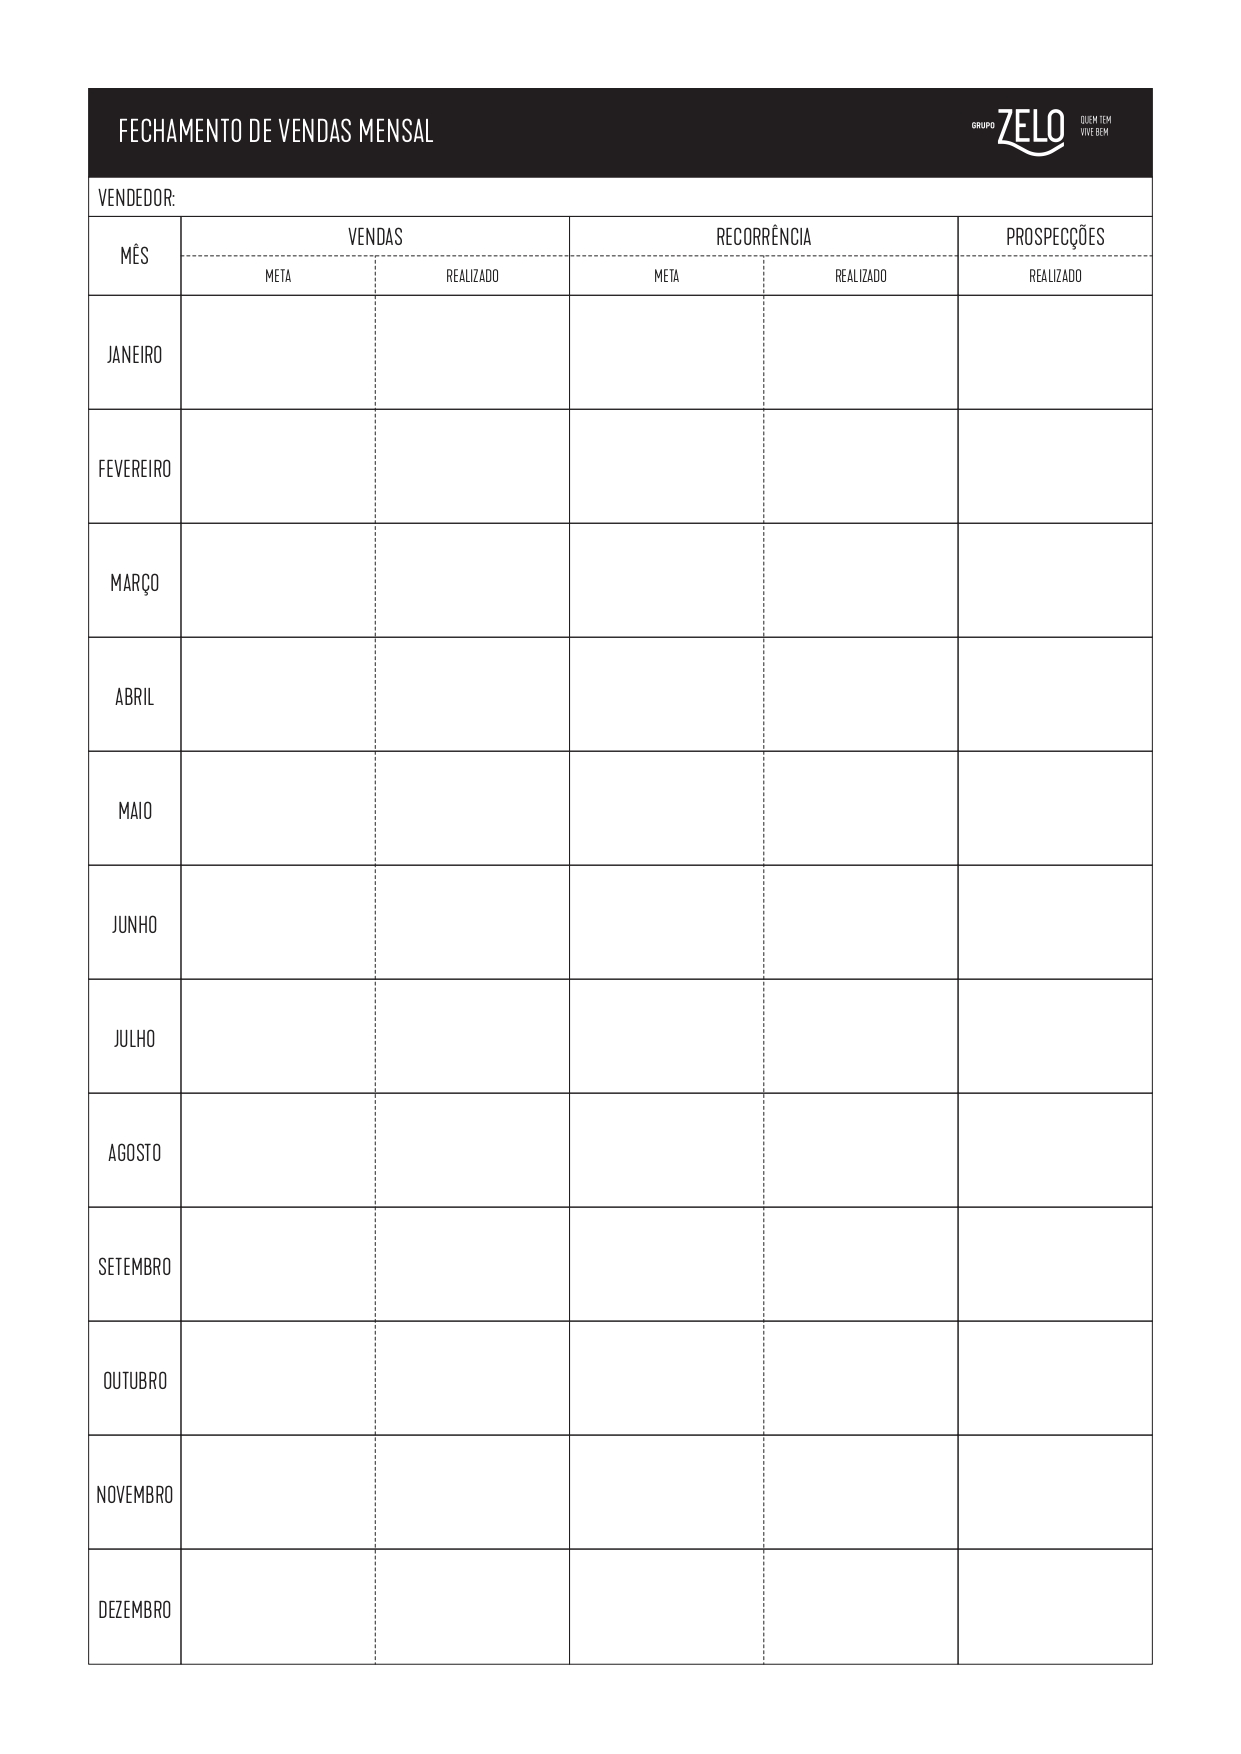 FECHAMENTO DE VENDAS MENSAL
GRUPO ZELO
QUEM TEM
VIVE BEM
VENDEDOR:
MÊS
VENDAS
RECORRÊNCIA
PROSPECÇÕES
META
REALIZADO
META
REALIZADO
REALIZADO
JANEIRO
FEVEREIRO
MARÇO
ABRIL
MAIO
JUNHO
JULHO
AGOSTO
SETEMBRO
OUTUBRO
NOVEMBRO
DEZEMBRO